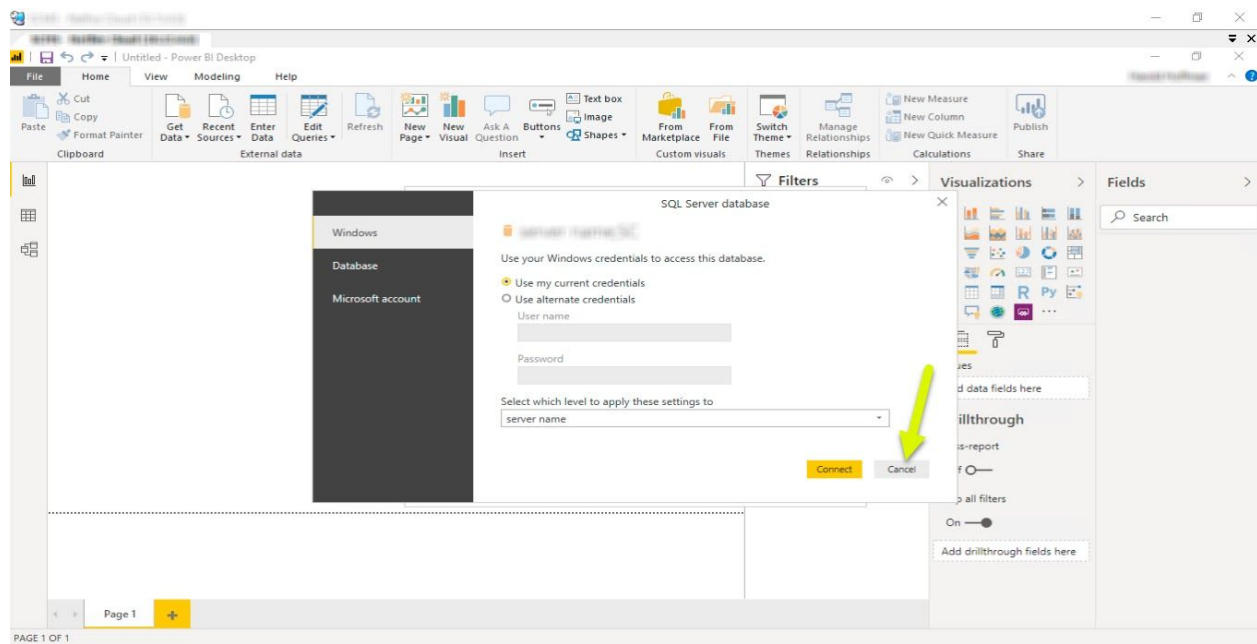 Untitled - Power BI Desktop
File Home View Modeling Help
Paste
Cut
Copy
Format Painter
Clipboard
Get Data
Recent Sources
Enter Data
Edit Queries
Refresh
External data
New Page
New Visual
Ask A Question
Buttons
Text box
Image
Shapes
Insert
From Marketplace
From File
Custom visuals
Switch Theme
Themes
Manage Relationships
Relationships
New Measure
New Column
New Quick Measure
Calculations
Publish
Share
Filters
Visualizations
Fields
Search
SQL Server database
Windows
Database
Microsoft account
Use your Windows credentials to access this database.
Use my current credentials
Use alternate credentials
User name
Password
Select which level to apply these settings to
server name
Connect
Cancel
R Py
ues
d data fields here
illthrough
ss-report
f
p all filters
On
Add drillthrough fields here
Page 1
PAGE 1 OF 1